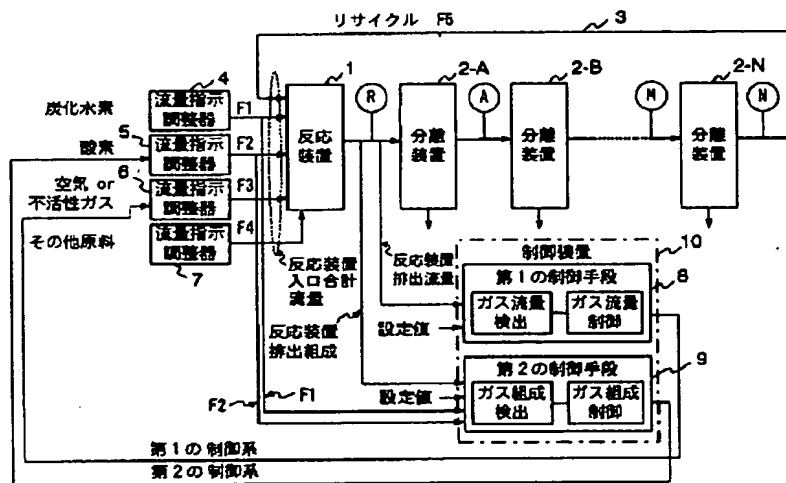 リサイクル F5
3
4
1
2-A
2-B
2-N
炭化水素
流量指示
調整器
F1
R
A
M
N
反応
装置
分離
装置
分離
装置
分離
装置
5
酸素
流量指示
調整器
F2
6
空気 or
不活性ガス
流量指示
調整器
F3
その他原料
流量指示
調整器
F4
7
反応装置
入口合計
流量
反応装置
排出流量
反応装置
排出組成
制御装置
10
第1の制御手段
8
ガス流量
検出
ガス流量
制御
設定値
第2の制御手段
9
ガス組成
検出
ガス組成
制御
設定値
F2
F1
第1の制御系
第2の制御系